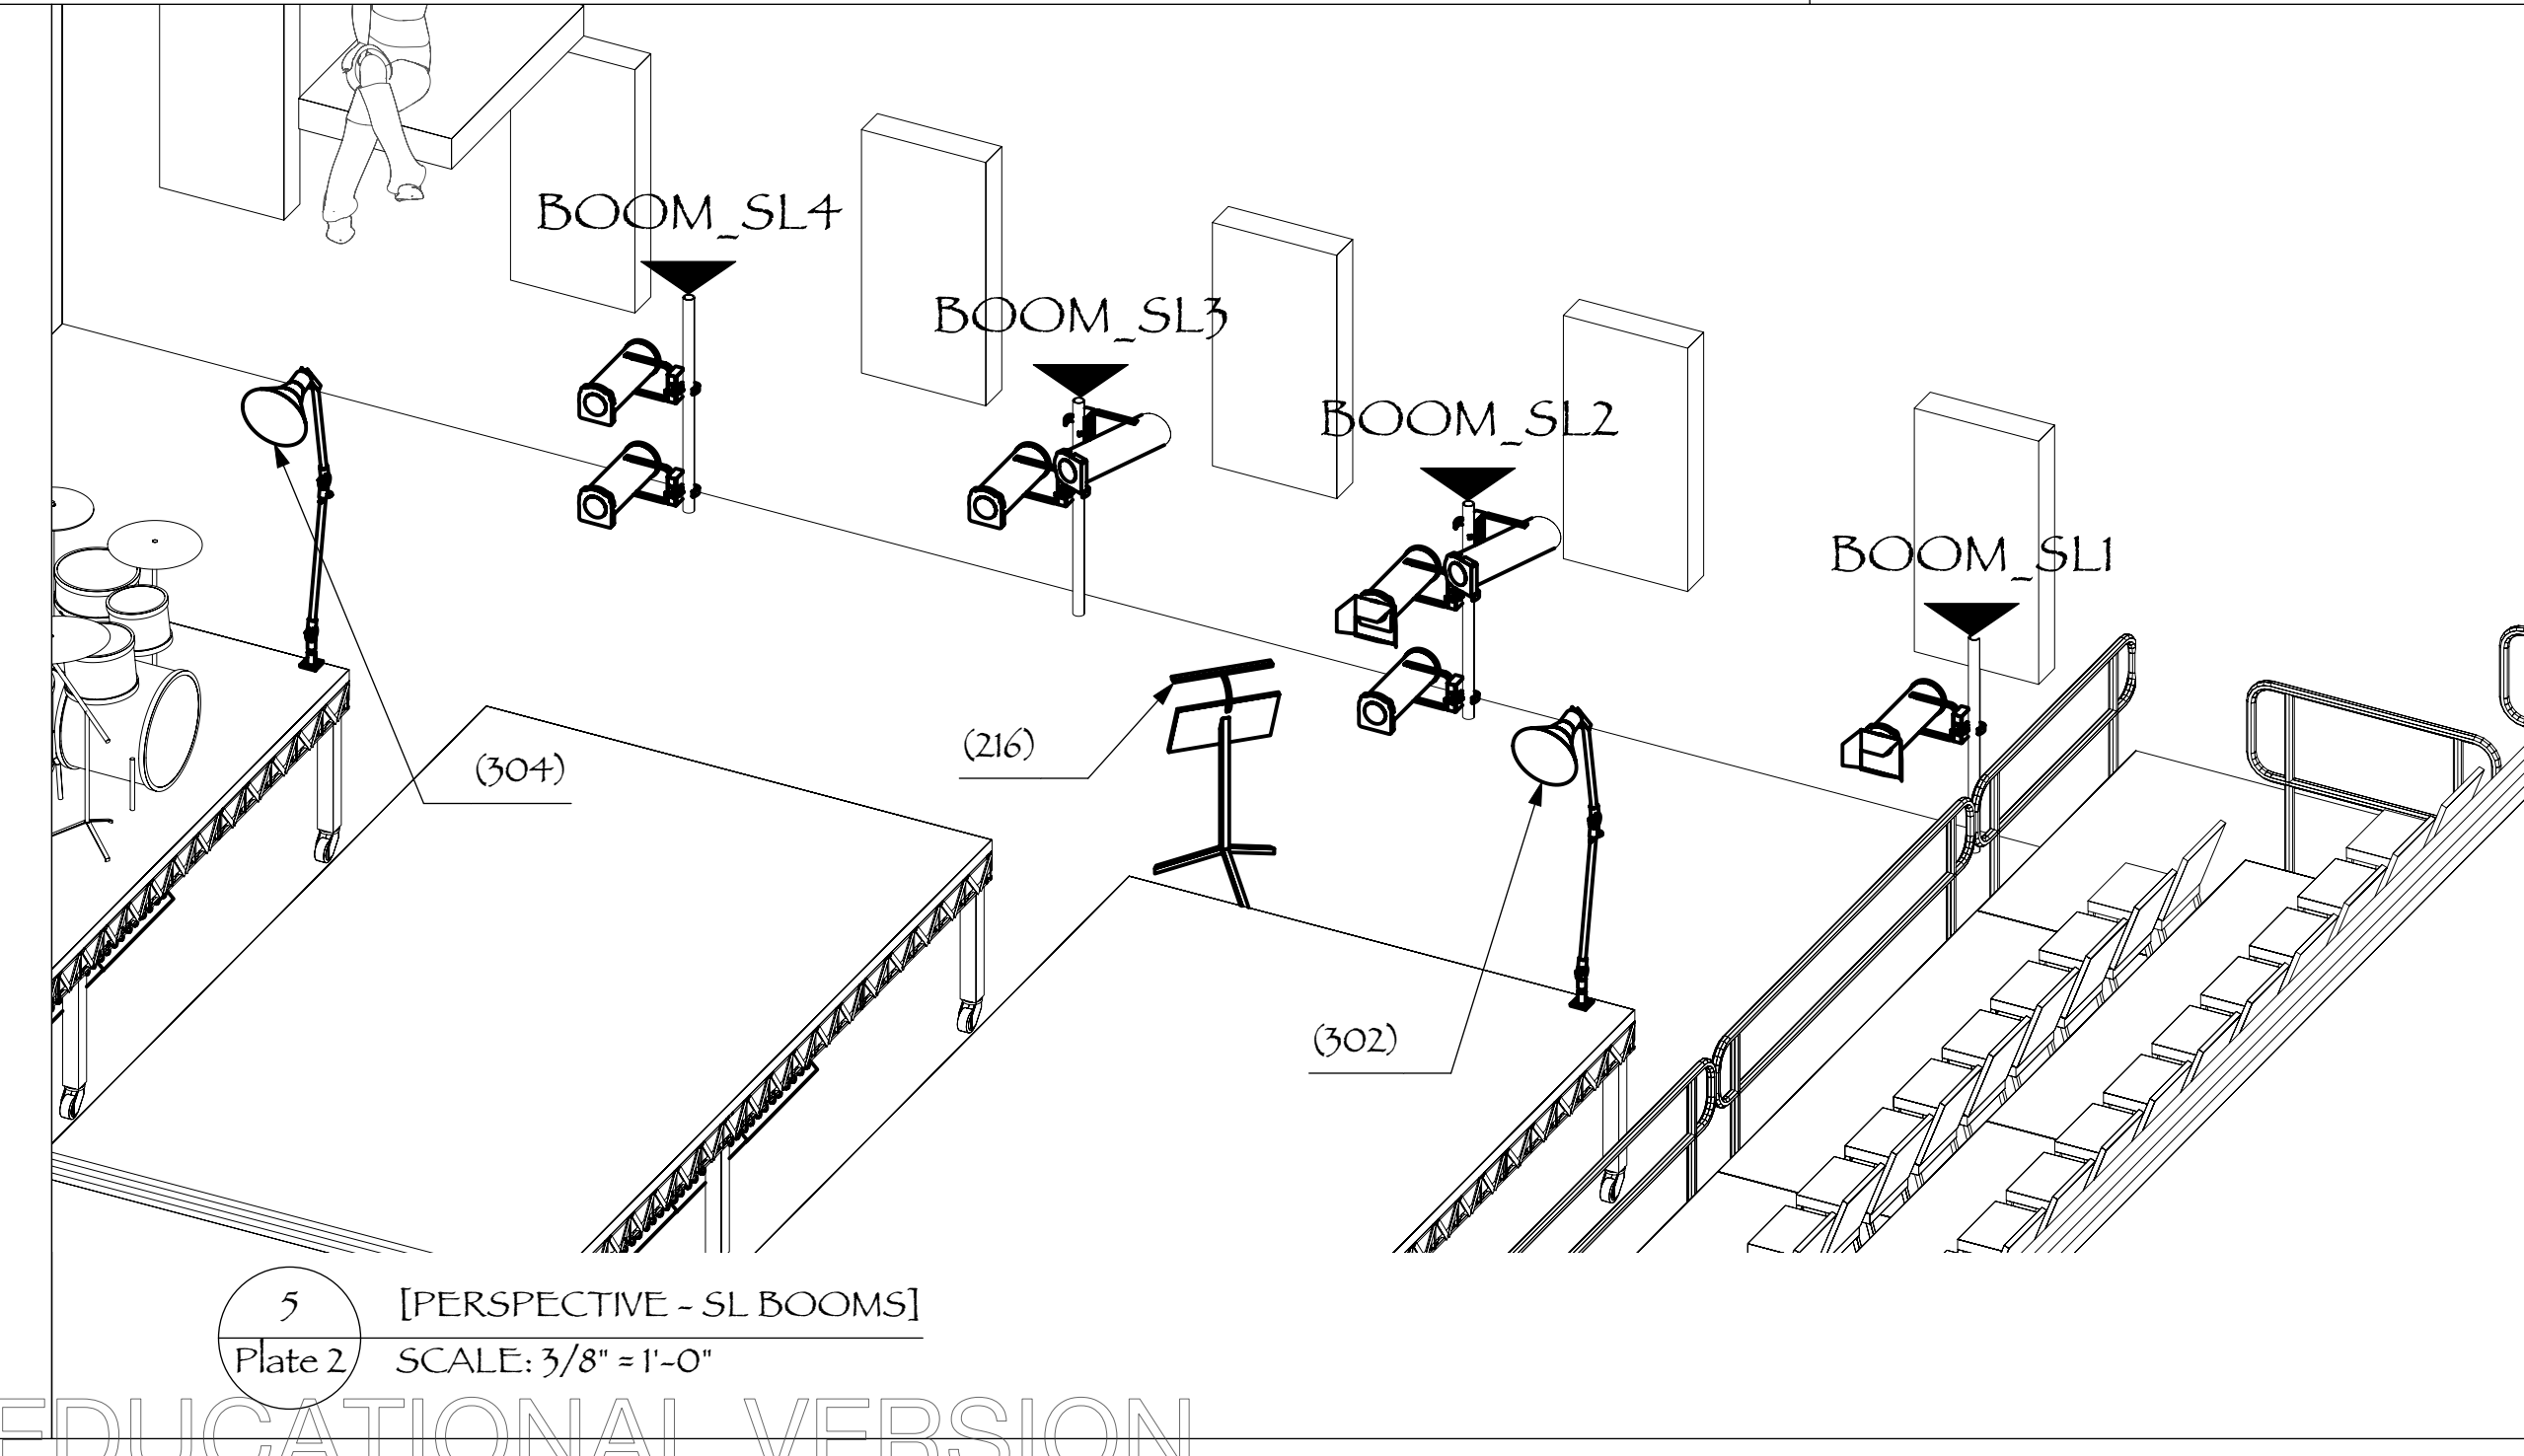 BOOM_SL4
BOOM_SL3
BOOM_SL2
BOOM_SL1
(304)
(216)
(302)
5
Plate 2
[PERSPECTIVE - SL BOOMS]
SCALE: 3/8" = 1'-0"
EDUCATIONAL VERSION